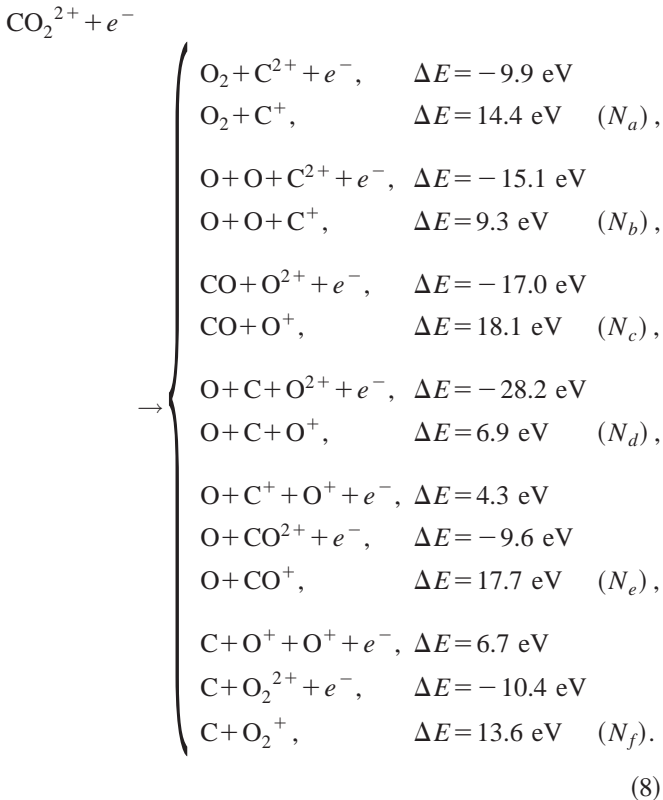 CO₂²⁺ + e⁻
O₂ + C²⁺ + e⁻, ΔE = −9.9 eV
O₂ + C⁺, ΔE = 14.4 eV (Nₐ),
O + O + C²⁺ + e⁻, ΔE = −15.1 eV
O + O + C⁺, ΔE = 9.3 eV (N_b),
CO + O²⁺ + e⁻, ΔE = −17.0 eV
CO + O⁺, ΔE = 18.1 eV (N_c),
→
O + C + O²⁺ + e⁻, ΔE = −28.2 eV
O + C + O⁺, ΔE = 6.9 eV (N_d),
O + C⁺ + O⁺ + e⁻, ΔE = 4.3 eV
O + CO²⁺ + e⁻, ΔE = −9.6 eV
O + CO⁺, ΔE = 17.7 eV (N_e),
C + O⁺ + O⁺ + e⁻, ΔE = 6.7 eV
C + O₂²⁺ + e⁻, ΔE = −10.4 eV
C + O₂⁺, ΔE = 13.6 eV (N_f).
(8)